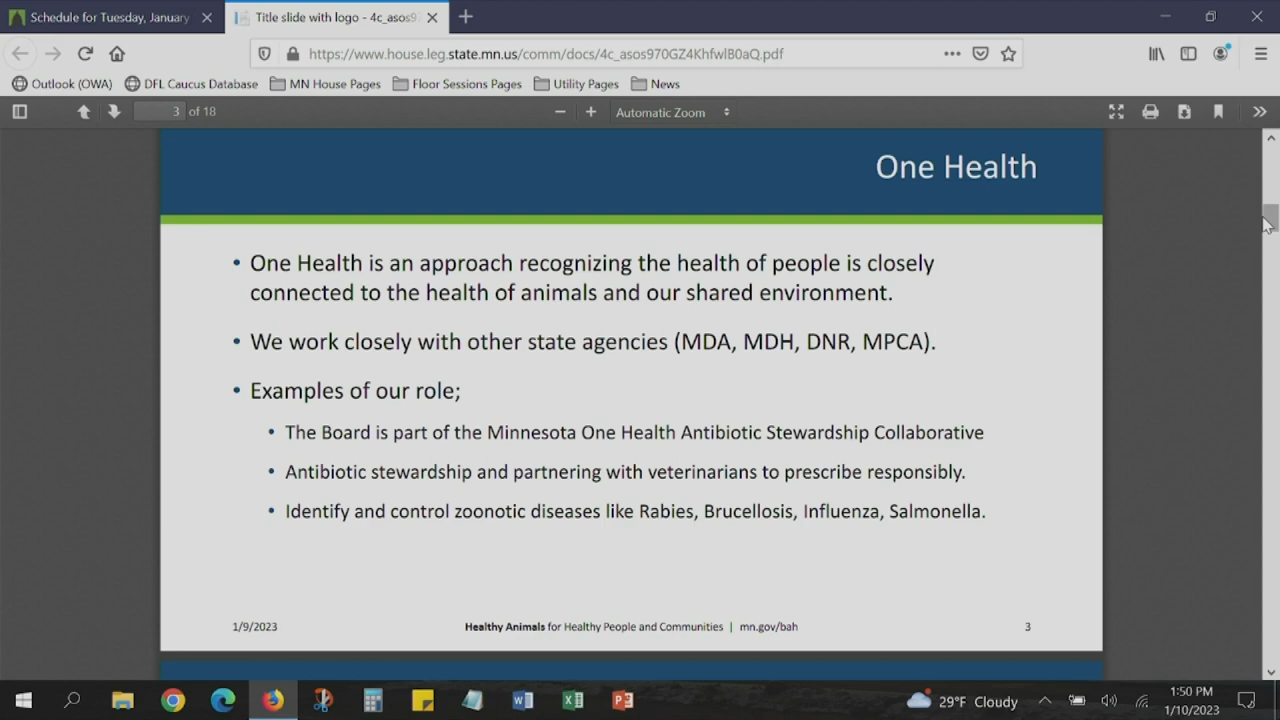 Schedule for Tuesday, January
Title slide with logo - 4c_asos9
https://www.house.leg.state.mn.us/comm/docs/4c_asos970GZ4KhfwlB0aQ.pdf
Outlook (OWA)
DFL Caucus Database
MN House Pages
Floor Sessions Pages
Utility Pages
News
3 of 18
Automatic Zoom
One Health
• One Health is an approach recognizing the health of people is closely
connected to the health of animals and our shared environment.
• We work closely with other state agencies (MDA, MDH, DNR, MPCA).
• Examples of our role;
• The Board is part of the Minnesota One Health Antibiotic Stewardship Collaborative
• Antibiotic stewardship and partnering with veterinarians to prescribe responsibly.
• Identify and control zoonotic diseases like Rabies, Brucellosis, Influenza, Salmonella.
1/9/2023
Healthy Animals for Healthy People and Communities | mn.gov/bah
3
29°F Cloudy
1:50 PM
1/10/2023